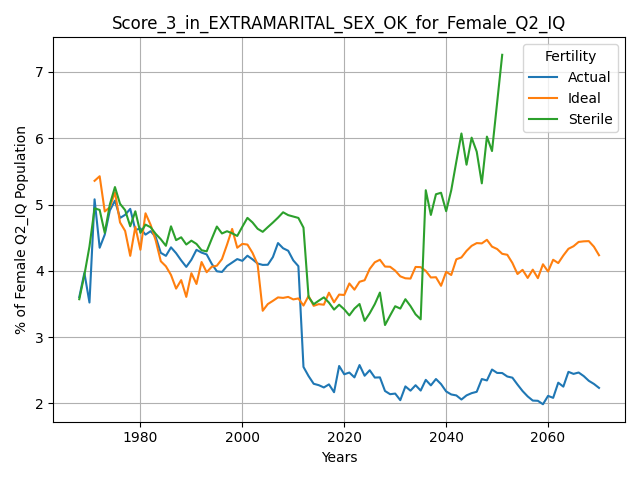 Score_3_in_EXTRAMARITAL_SEX_OK_for_Female_Q2_IQ
Fertility
Actual
Ideal
Sterile
% of Female Q2_IQ Population
7
6
5
4
3
2
1980 2000 2020 2040 2060
Years